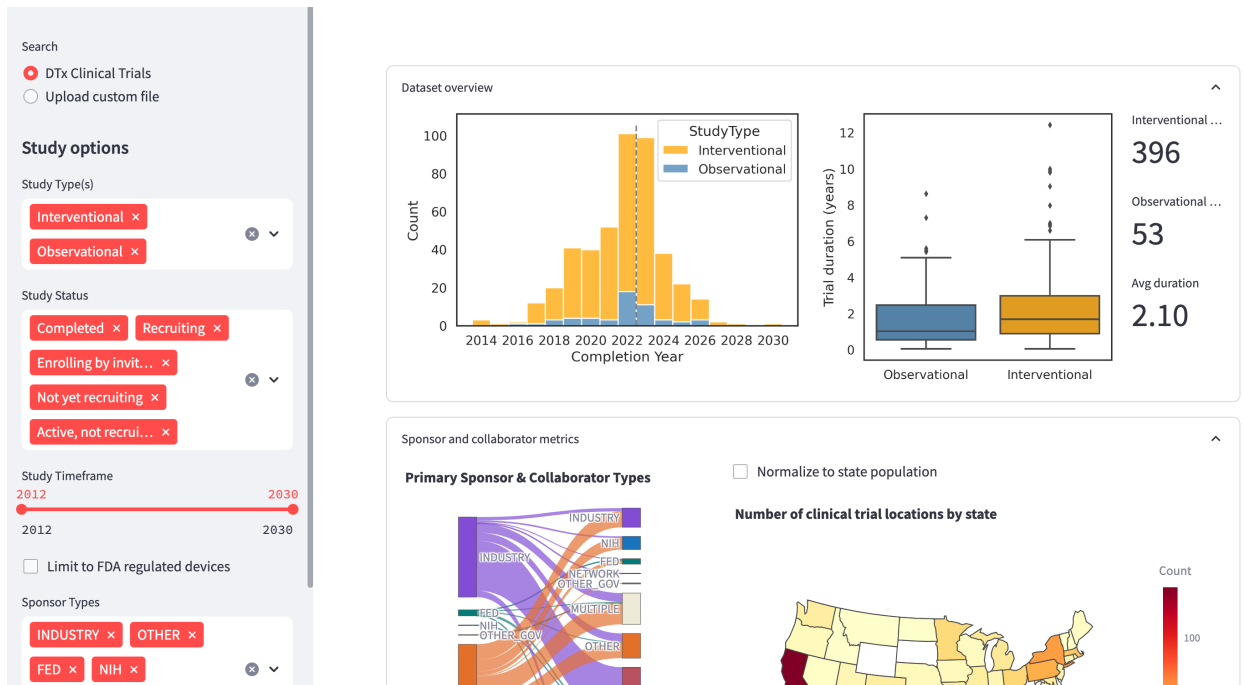 Search
DTx Clinical Trials
Upload custom file
Study options
Study Type(s)
Interventional ×
Observational ×
Study Status
Completed ×
Recruiting ×
Enrolling by invit… ×
Not yet recruiting ×
Active, not recrui… ×
Study Timeframe
2012
2030
2012
2030
Limit to FDA regulated devices
Sponsor Types
INDUSTRY ×
OTHER ×
FED ×
NIH ×
Dataset overview
StudyType
Interventional
Observational
Count
100
80
60
40
20
0
2014 2016 2018 2020 2022 2024 2026 2028 2030
Completion Year
Trial duration (years)
12
10
8
6
4
2
0
Observational
Interventional
Interventional …
396
Observational …
53
Avg duration
2.10
Sponsor and collaborator metrics
Primary Sponsor & Collaborator Types
INDUSTRY
FED
NIH
OTHER_GOV
INDUSTRY
NIH
FED
NETWORK
OTHER_GOV
MULTIPLE
OTHER
Normalize to state population
Number of clinical trial locations by state
Count
100